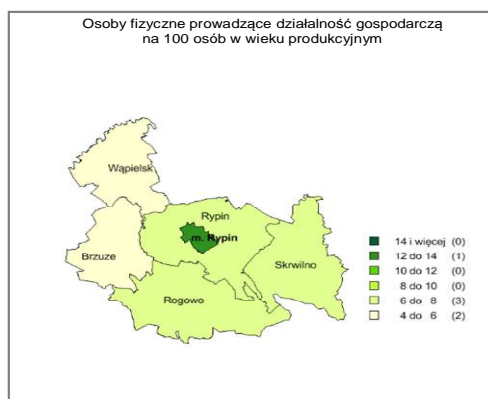 Osoby fizyczne prowadzące działalność gospodarczą
na 100 osób w wieku produkcyjnym
Wąpielsk
Rypin
m. Rypin
Brzuze
Skrwilno
Rogowo
14 i więcej (0)
12 do 14 (1)
10 do 12 (0)
8 do 10 (0)
6 do 8 (3)
4 do 6 (2)